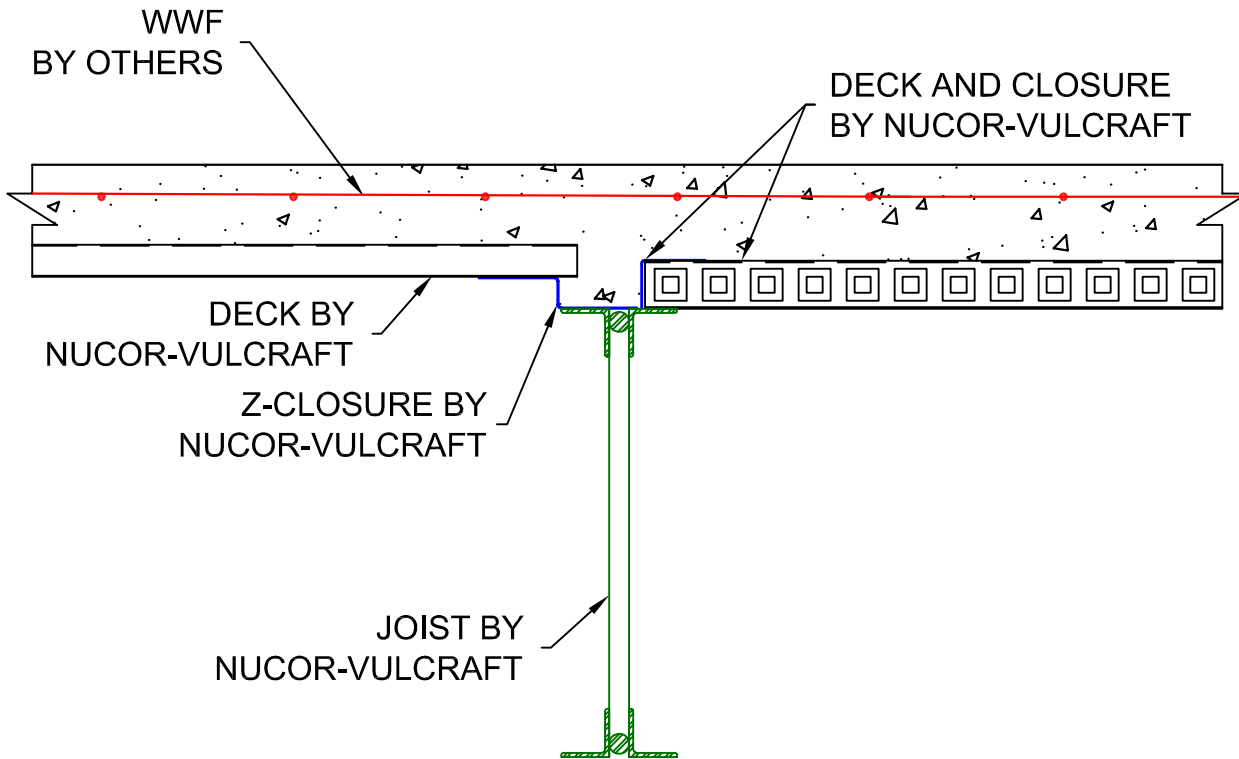 WWF
BY OTHERS
DECK AND CLOSURE
BY NUCOR-VULCRAFT
DECK BY
NUCOR-VULCRAFT
Z-CLOSURE BY
NUCOR-VULCRAFT
JOIST BY
NUCOR-VULCRAFT